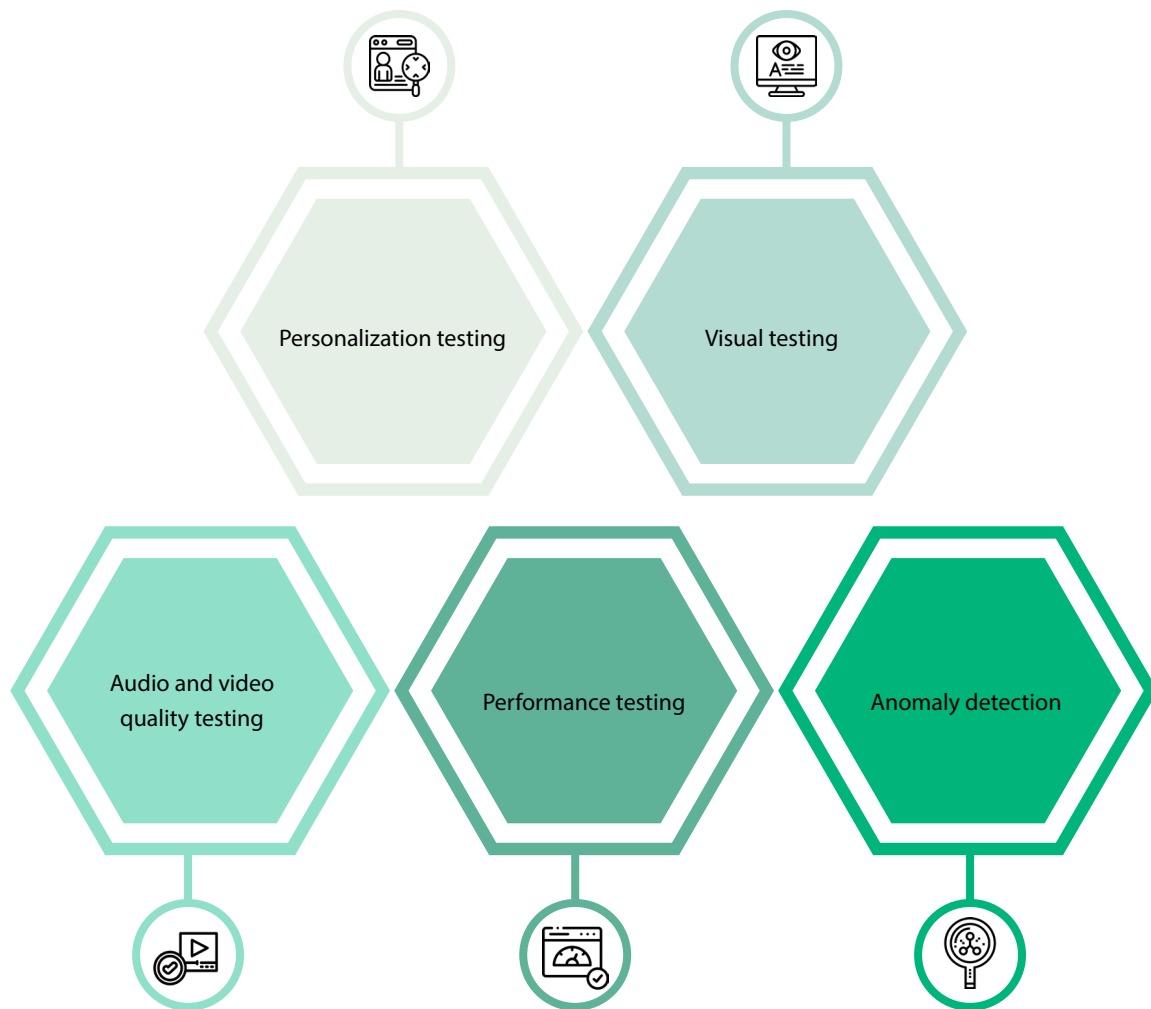 Personalization testing
Visual testing
Audio and video
quality testing
Performance testing
Anomaly detection